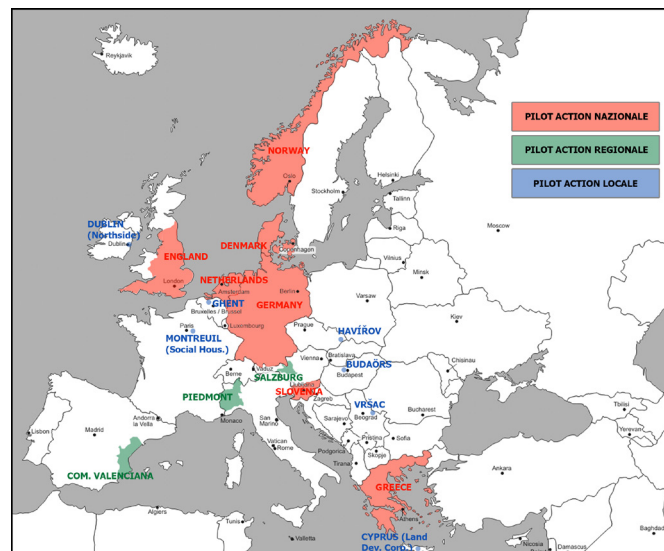 Reykjavik
NORWAY
Oslo
Stockholm
Helsinki
Tallinn
Riga
Moscow
Vilnius
Minsk
PILOT ACTION NAZIONALE
PILOT ACTION REGIONALE
PILOT ACTION LOCALE
DUBLIN
(Northside)
Dublin
ENGLAND
London
DENMARK
Copenhagen
NETHERLANDS
Amsterdam
GERMANY
Berlin
GHENT
Bruxelles / Brussel
Warsaw
Kiev
Paris
MONTREUIL
(Social Hous.)
Luxembourg
Prague
HAVÍŘOV
Vienna
Bratislava
BUDAÖRS
Budapest
Chisinau
Berne
Vaduz
SALZBURG
SLOVENIA
Ljubljana
Zagreb
PIEDMONT
Monaco
San
Marino
VRŠAC
Beograd
Bucharest
Sarajevo
Pristina
Sofia
Podgorica
Skopje
Tirana
Vatican
Rome
Andorra
la Vella
Lisbon
Madrid
COM. VALENCIANA
Tbilisi
Yerevan
Ankara
GREECE
Athens
Algiers
Tunis
Valletta
CYPRUS (Land
Dev. Corp.)
Nicosia
Damascus
Baghdad